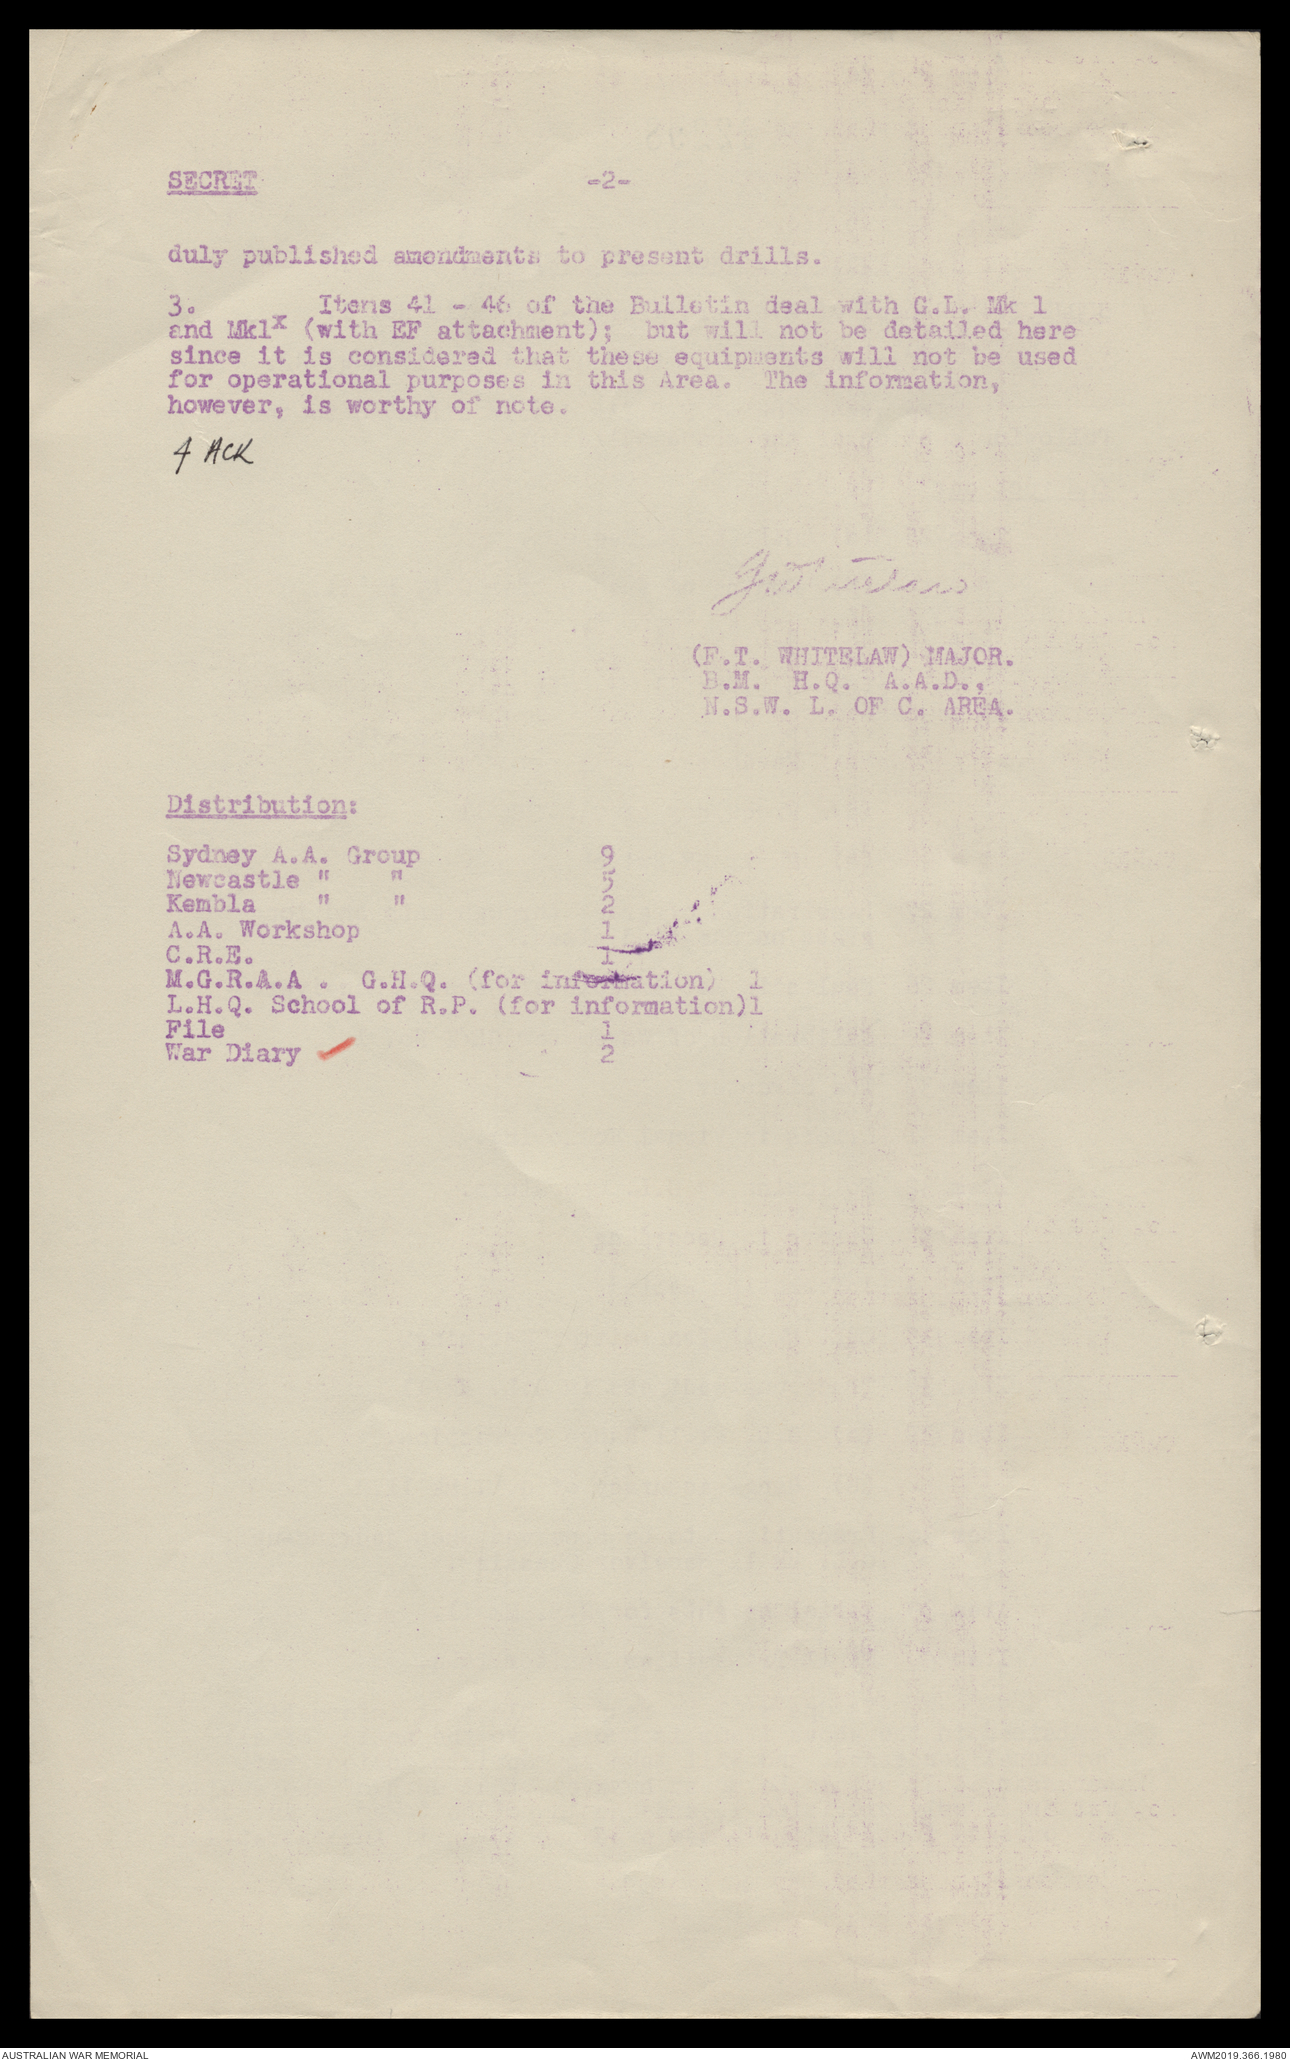 SECRET -2-
duly published amendments to present drills.
3. Items 41 - 46 of the Bulletin deal with G.L. Mk 1
and Mk1x (with EF attachment); but will not be detailed here
since it is considered that these equipments will not be used
for operational purposes in this Area. The information,
however, is worthy of note.
4 ACK
(F.T. WHITELAW) MAJOR.
B.M. H.Q. A.A.D.,
N.S.W. L. OF C. AREA.
Distribution:
Sydney A.A. Group 9
Newcastle " " 5
Kembla " " 2
A.A. Workshop 1
C.R.E. 1
M.G.R.A.A . G.H.Q. (for information) 1
L.H.Q. School of R.P. (for information)1
File 1
War Diary 2
AUSTRALIAN WAR MEMORIAL AWM2019.366.1980